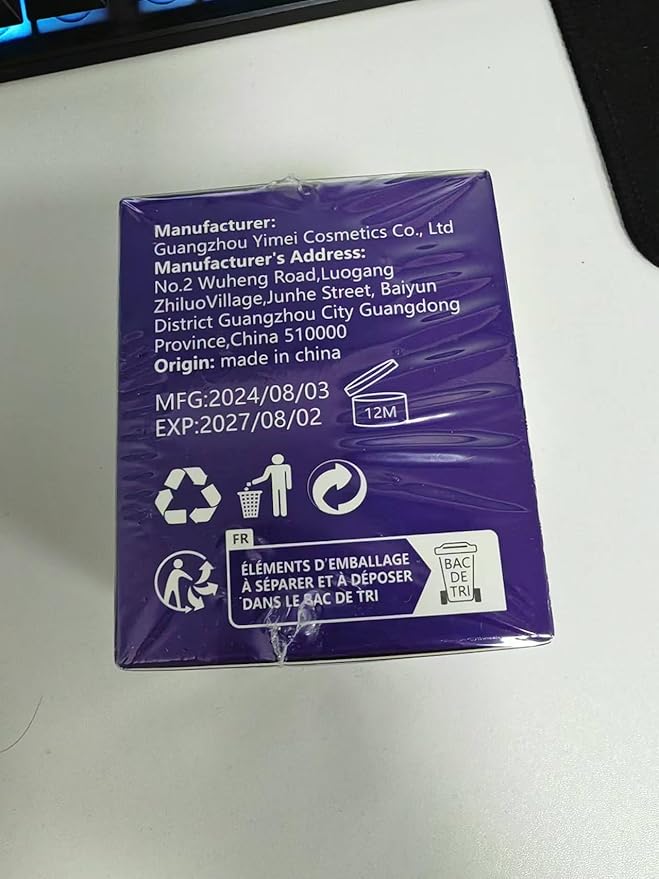 Manufacturer:
Guangzhou Yimei Cosmetics Co., Ltd
Manufacturer's Address:
No.2 Wuheng Road,Luogang
ZhiluoVillage,Junhe Street, Baiyun
District Guangzhou City Guangdong
Province,China 510000
Origin: made in china
MFG:2024/08/03
EXP:2027/08/02
12M
FR
ÉLÉMENTS D'EMBALLAGE
À SÉPARER ET À DÉPOSER
DANS LE BAC DE TRI
BAC
DE
TRI